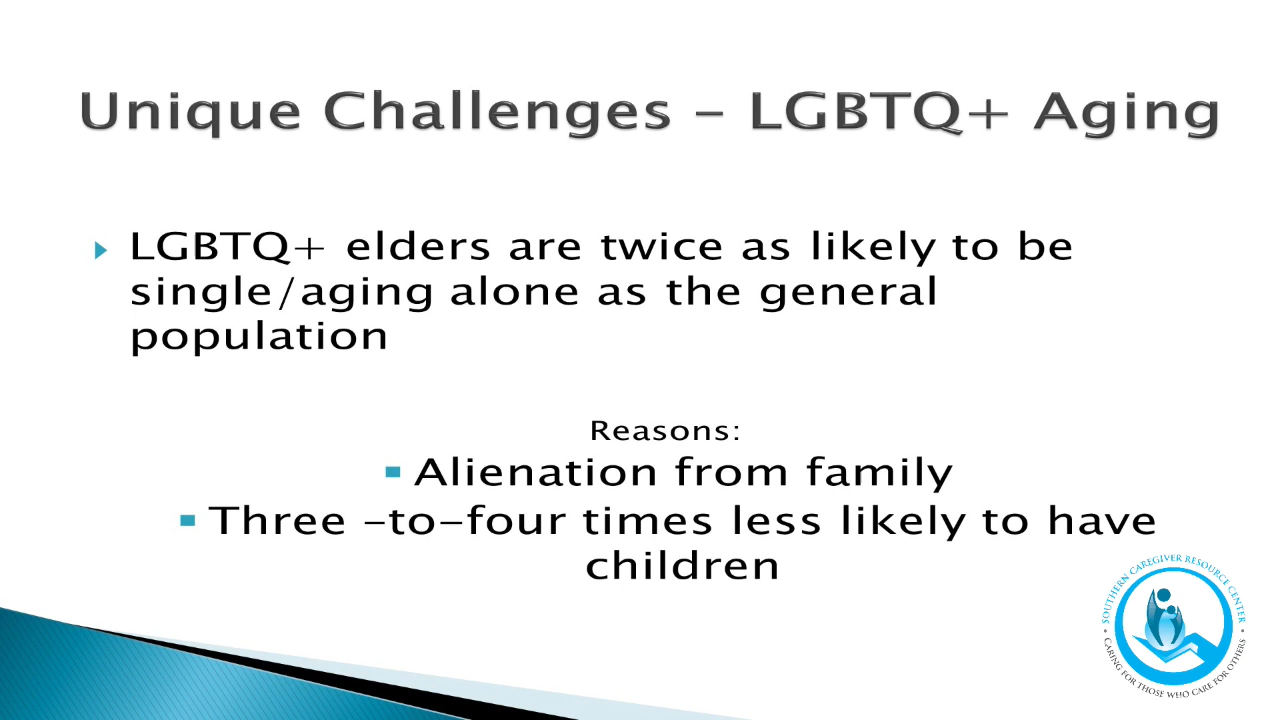 Unique Challenges – LGBTQ+ Aging
LGBTQ+ elders are twice as likely to be
single/aging alone as the general
population
Reasons:
Alienation from family
Three -to-four times less likely to have
children
SOUTHERN CAREGIVER RESOURCE CENTER
• CARING FOR THOSE WHO CARE FOR OTHERS •